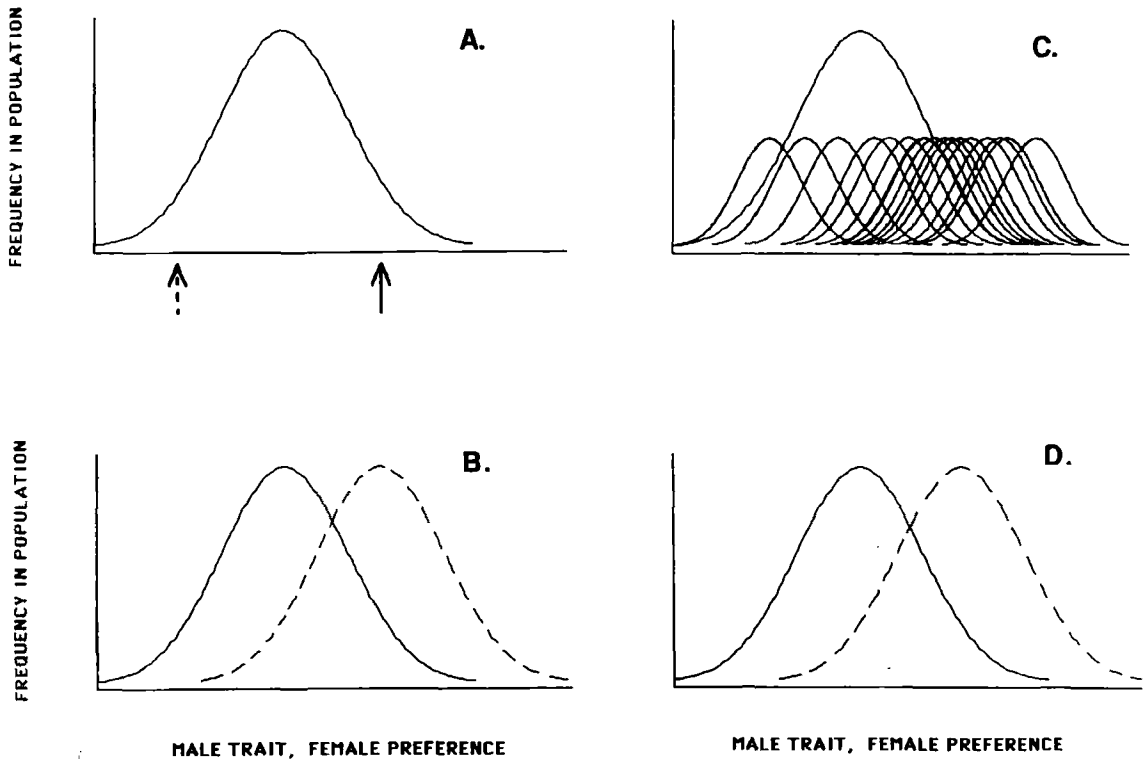 FREQUENCY IN POPULATION
A.
C.
FREQUENCY IN POPULATION
B.
D.
MALE TRAIT, FEMALE PREFERENCE
MALE TRAIT, FEMALE PREFERENCE